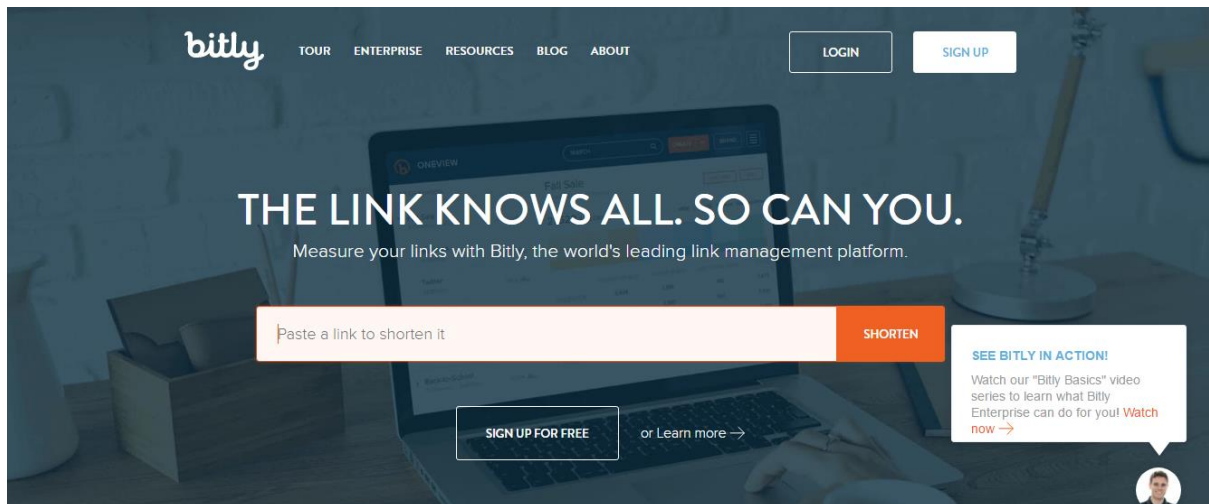 bitly
TOUR ENTERPRISE RESOURCES BLOG ABOUT
LOGIN
SIGN UP
ONEVIEW
Fall Sale
THE LINK KNOWS ALL. SO CAN YOU.
Measure your links with Bitly, the world's leading link management platform.
Paste a link to shorten it
SHORTEN
SIGN UP FOR FREE
or Learn more →
SEE BITLY IN ACTION!
Watch our "Bitly Basics" video
series to learn what Bitly
Enterprise can do for you! Watch
now →